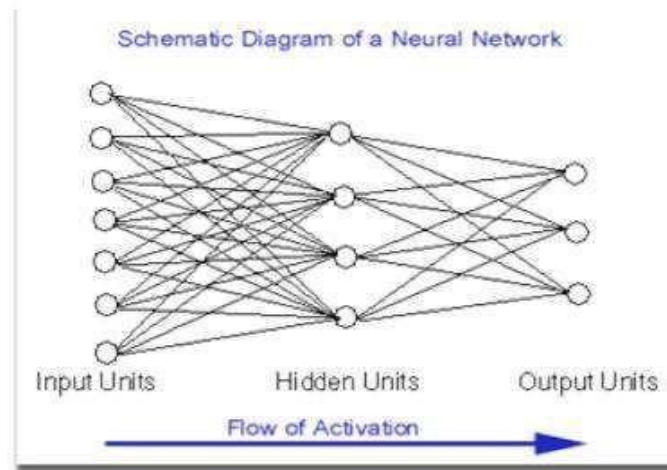 Schematic Diagram of a Neural Network
Input Units
Hidden Units
Output Units
Flow of Activation